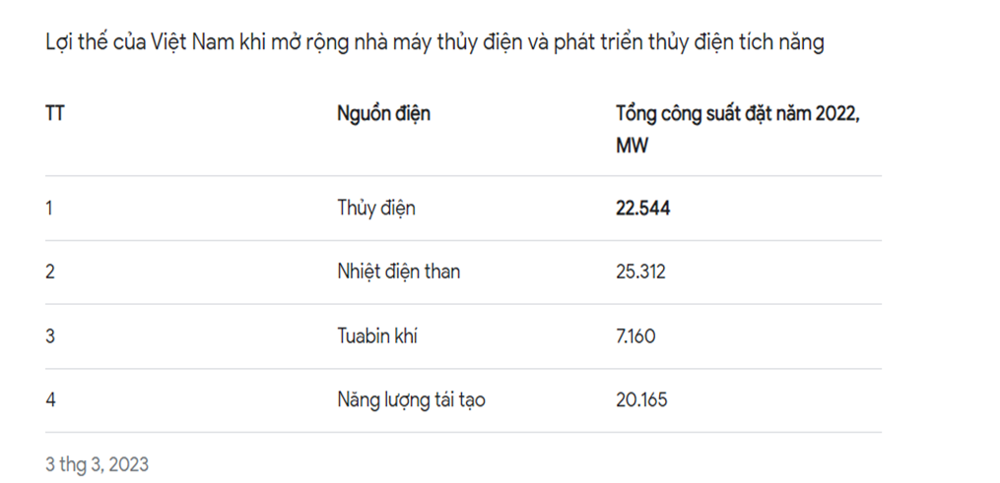 Lợi thế của Việt Nam khi mở rộng nhà máy thủy điện và phát triển thủy điện tích năng
TT Nguồn điện Tổng công suất đặt năm 2022,
MW
1 Thủy điện 22.544
2 Nhiệt điện than 25.312
3 Tuabin khí 7.160
4 Năng lượng tái tạo 20.165
3 thg 3, 2023